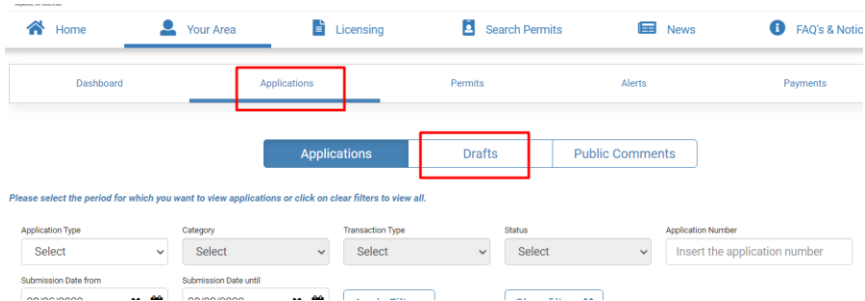 Home Your Area Licensing Search Permits News FAQ's & Notic
Dashboard Applications Permits Alerts Payments
Applications Drafts Public Comments
Please select the period for which you want to view applications or click on clear filters to view all.
Application Type Category Transaction Type Status Application Number
Select Select Select Select Insert the application number
Submission Date from Submission Date until